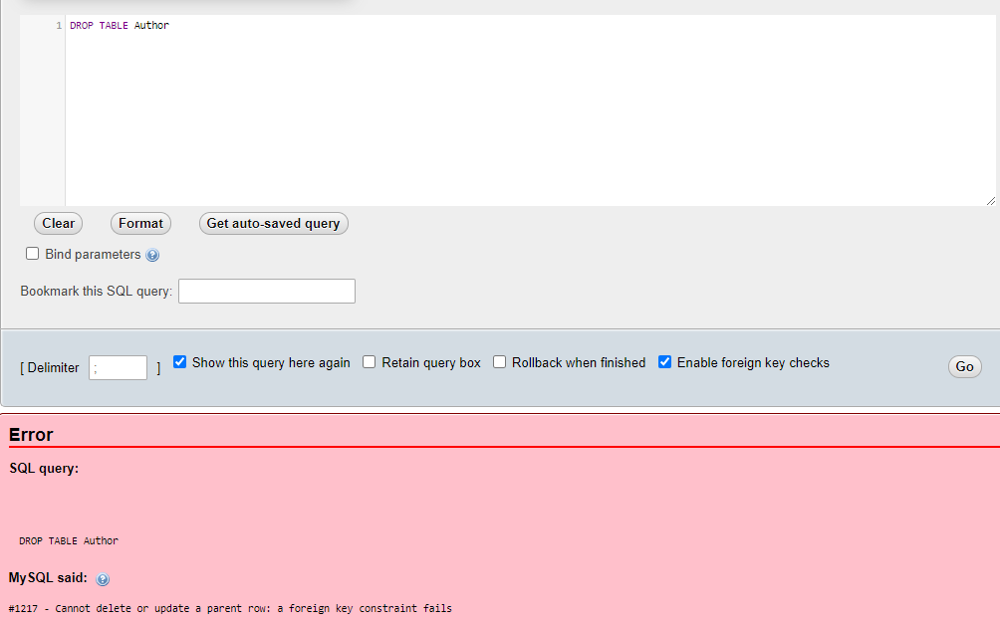 1 DROP TABLE Author
Clear Format Get auto-saved query
Bind parameters
Bookmark this SQL query:
[ Delimiter ; ] Show this query here again Retain query box Rollback when finished Enable foreign key checks Go
Error
SQL query:
DROP TABLE Author
MySQL said:
#1217 - Cannot delete or update a parent row: a foreign key constraint fails